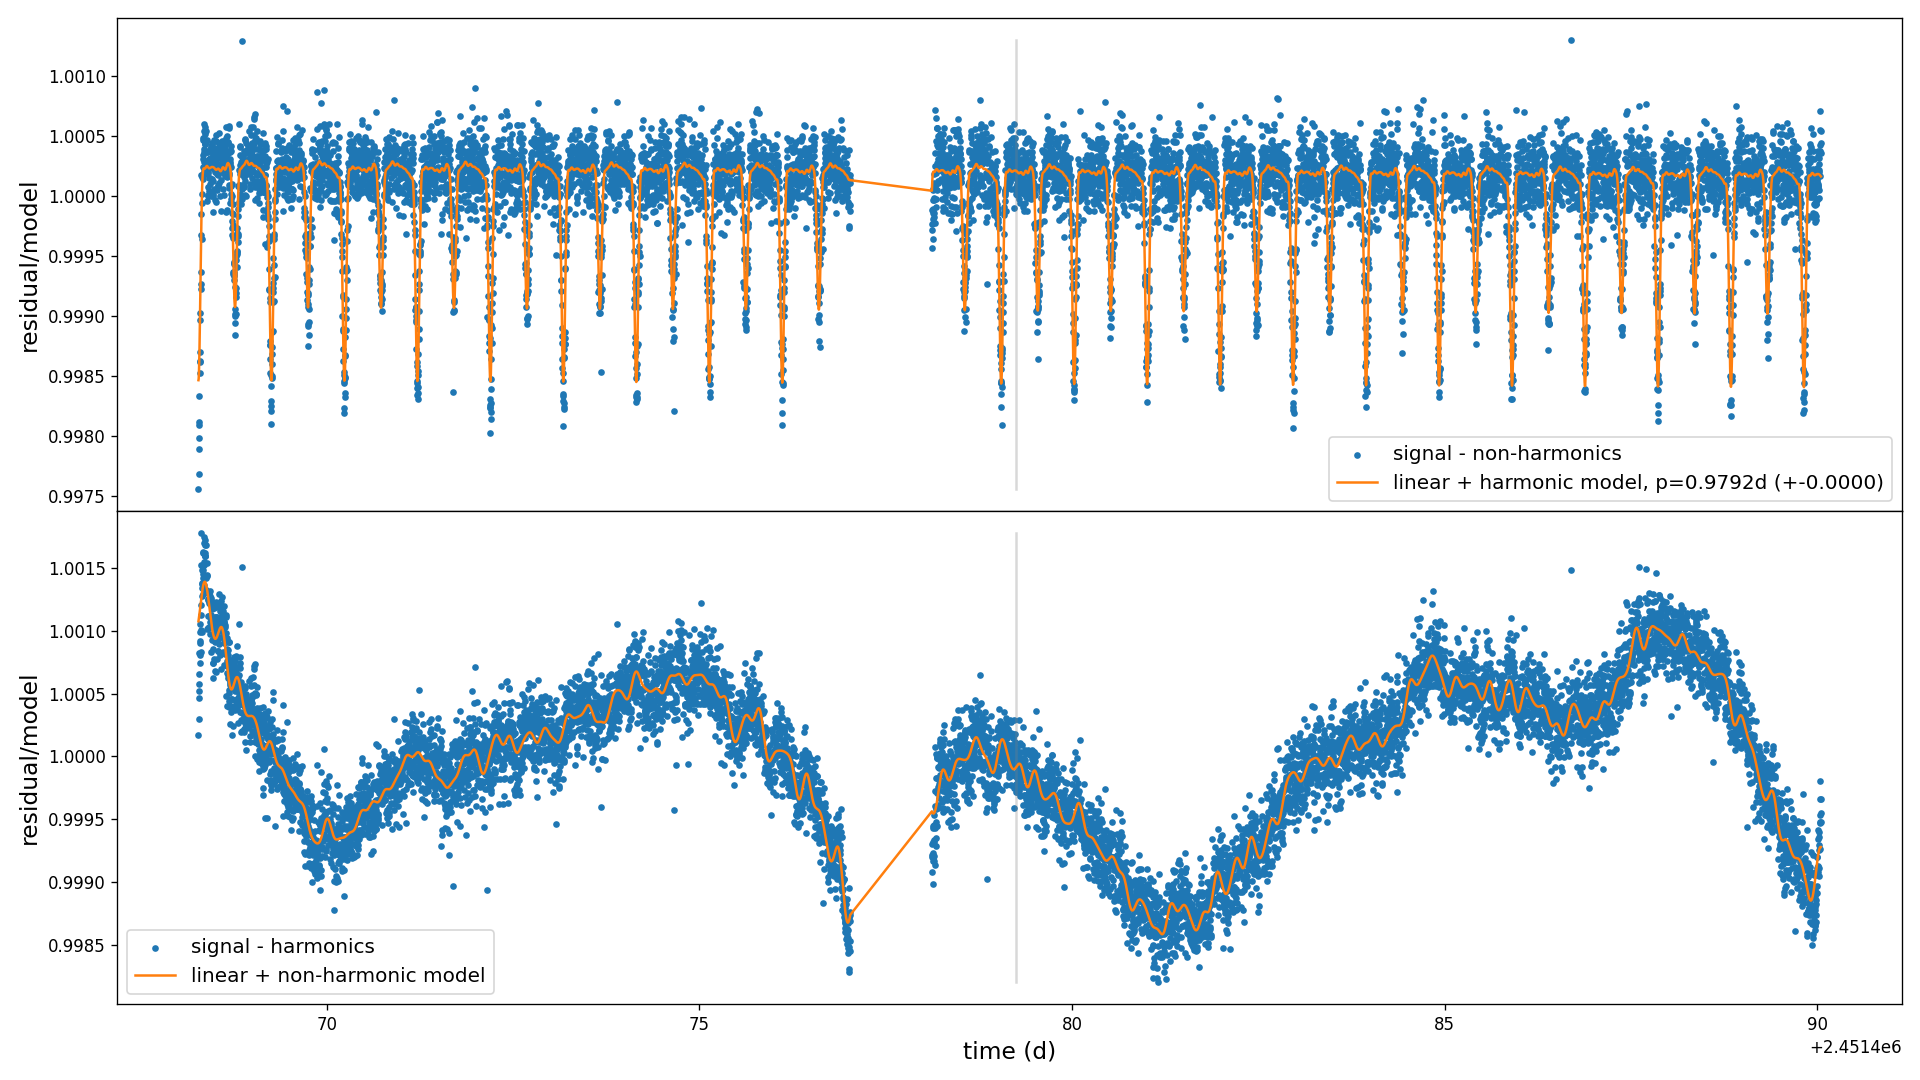 residual/model
1.0010
1.0005
1.0000
0.9995
0.9990
0.9985
0.9980
0.9975
signal - non-harmonics
linear + harmonic model, p=0.9792d (+-0.0000)
residual/model
1.0015
1.0010
1.0005
1.0000
0.9995
0.9990
0.9985
signal - harmonics
linear + non-harmonic model
70
75
80
85
90
time (d)
+2.4514e6